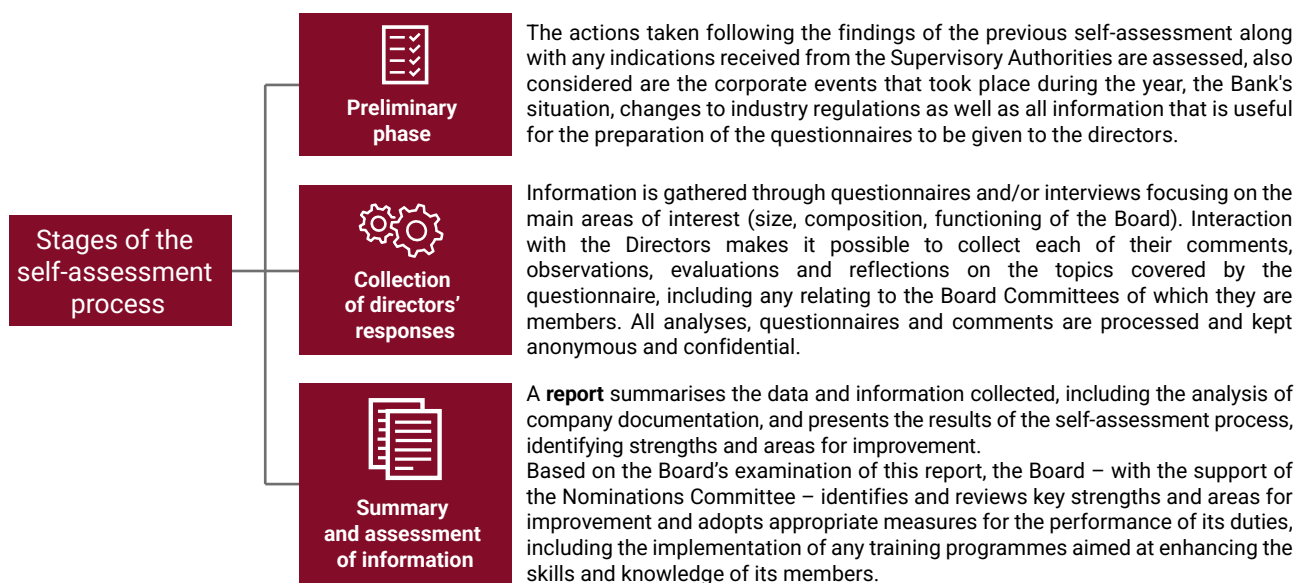 Stages of the
self-assessment
process
Preliminary
phase
The actions taken following the findings of the previous self-assessment along
with any indications received from the Supervisory Authorities are assessed, also
considered are the corporate events that took place during the year, the Bank's
situation, changes to industry regulations as well as all information that is useful
for the preparation of the questionnaires to be given to the directors.
Collection
of directors’
responses
Information is gathered through questionnaires and/or interviews focusing on the
main areas of interest (size, composition, functioning of the Board). Interaction
with the Directors makes it possible to collect each of their comments,
observations, evaluations and reflections on the topics covered by the
questionnaire, including any relating to the Board Committees of which they are
members. All analyses, questionnaires and comments are processed and kept
anonymous and confidential.
Summary
and assessment
of information
A report summarises the data and information collected, including the analysis of
company documentation, and presents the results of the self-assessment process,
identifying strengths and areas for improvement.
Based on the Board’s examination of this report, the Board – with the support of
the Nominations Committee – identifies and reviews key strengths and areas for
improvement and adopts appropriate measures for the performance of its duties,
including the implementation of any training programmes aimed at enhancing the
skills and knowledge of its members.